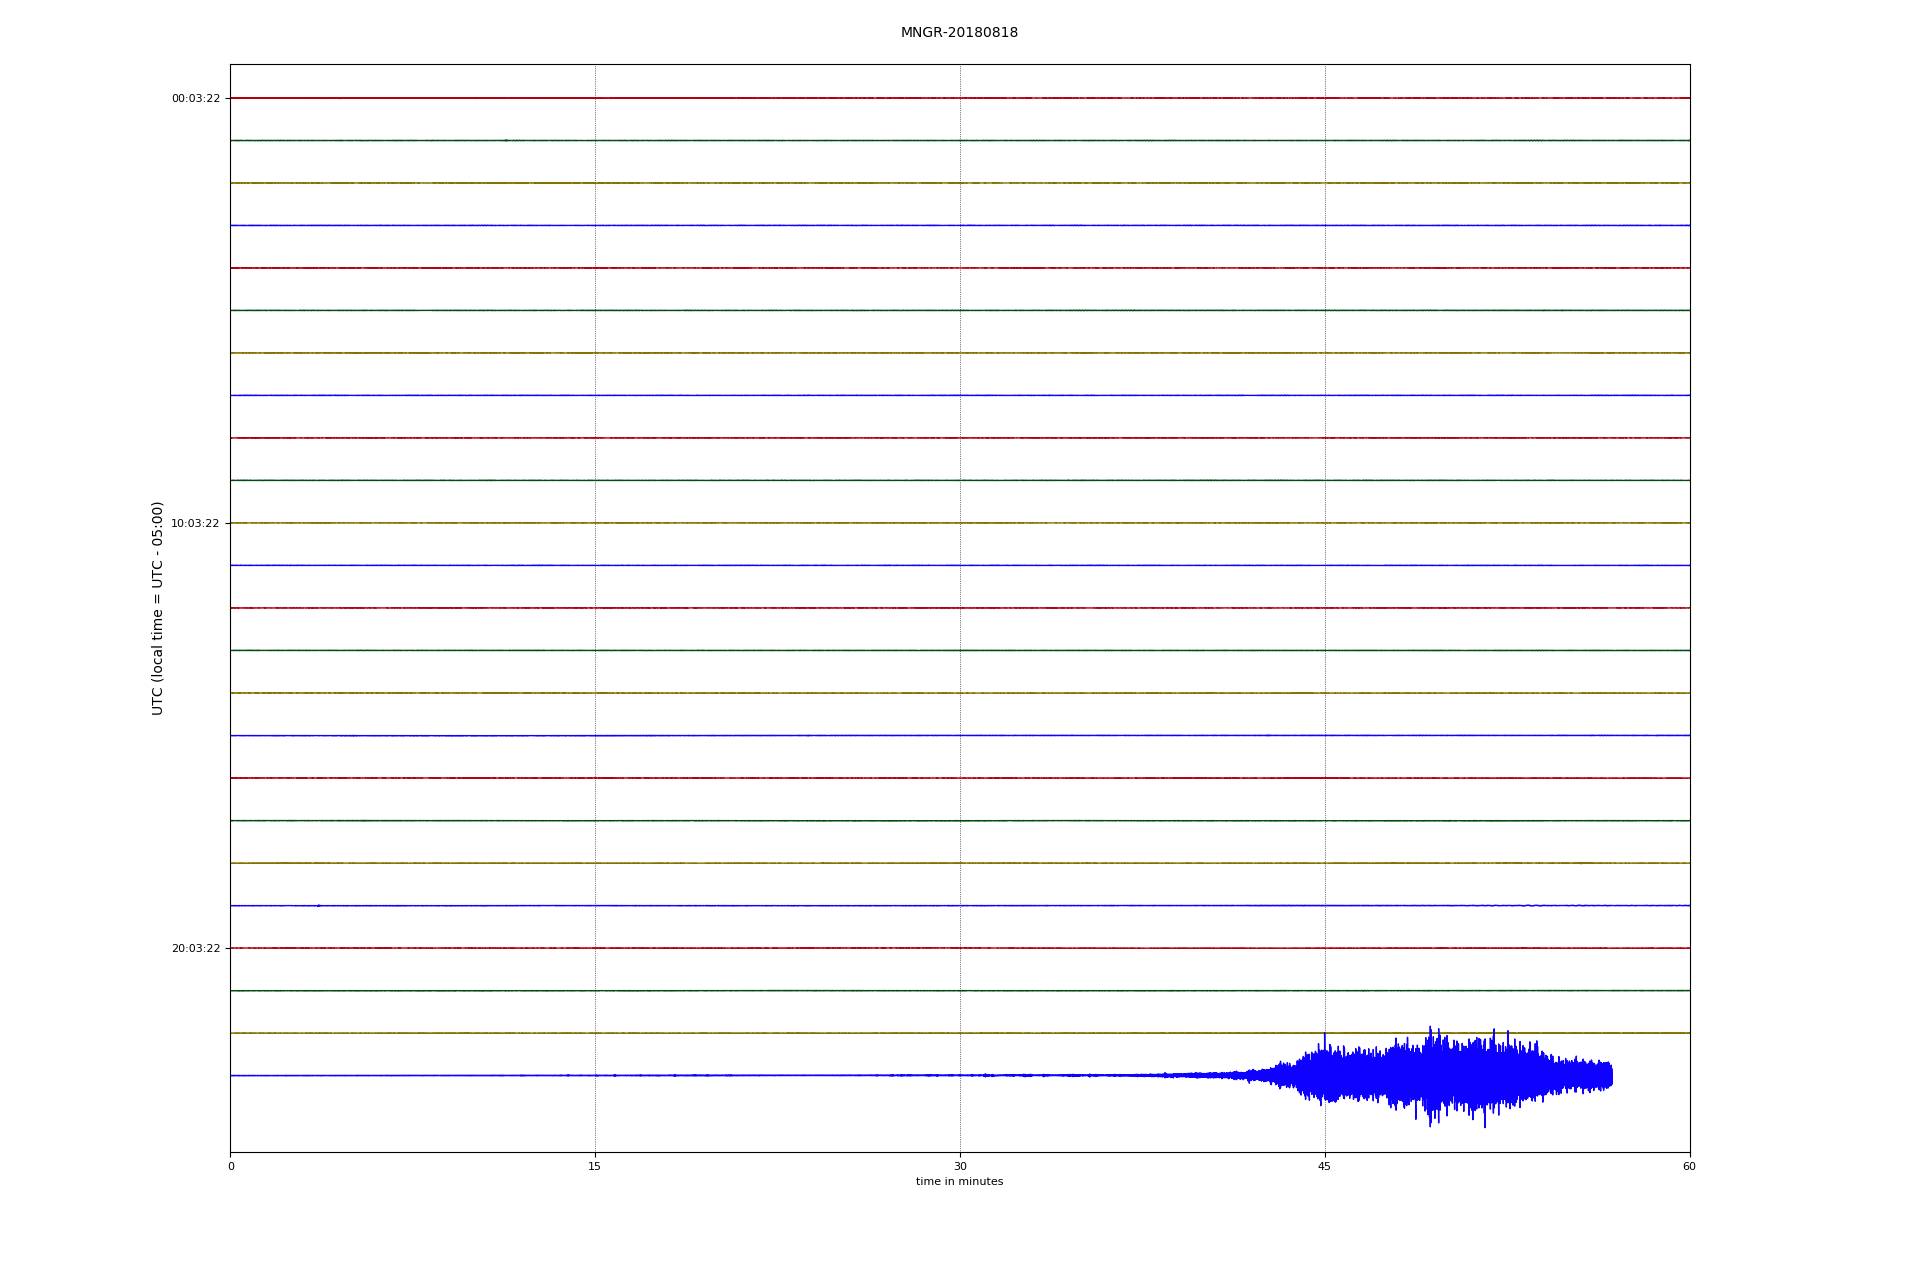 MNGR-20180818
00:03:22
10:03:22
20:03:22
UTC (local time = UTC - 05:00)
0 15 30 45 60
time in minutes